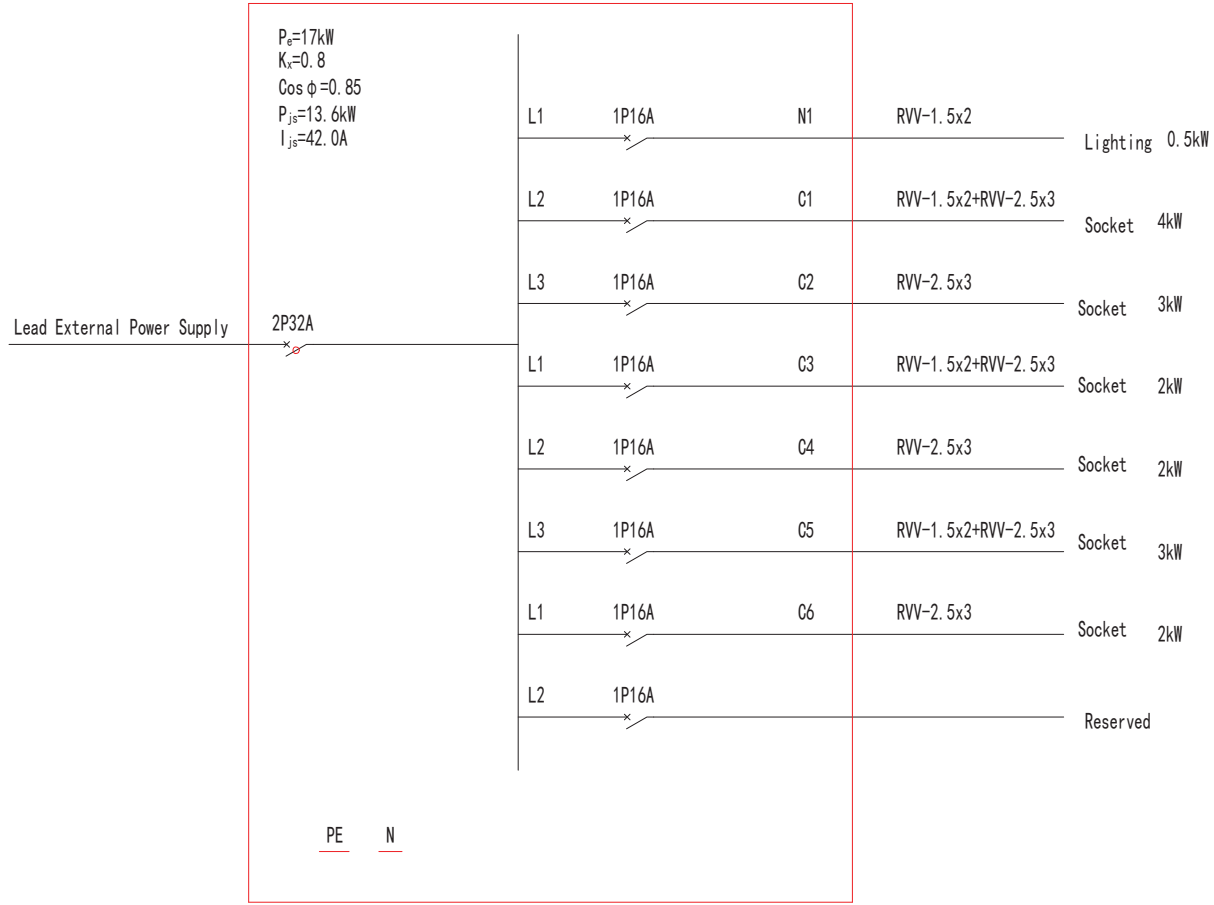 Pₑ=17kW
Kₓ=0.8
Cosφ=0.85
Pⱼₛ=13.6kW
Iⱼₛ=42.0A
L1 1P16A N1 RVV-1.5x2
Lighting 0.5kW
L2 1P16A C1 RVV-1.5x2+RVV-2.5x3
Socket 4kW
L3 1P16A C2 RVV-2.5x3
Socket 3kW
Lead External Power Supply 2P32A
L1 1P16A C3 RVV-1.5x2+RVV-2.5x3
Socket 2kW
L2 1P16A C4 RVV-2.5x3
Socket 2kW
L3 1P16A C5 RVV-1.5x2+RVV-2.5x3
Socket 3kW
L1 1P16A C6 RVV-2.5x3
Socket 2kW
L2 1P16A
Reserved
PE N